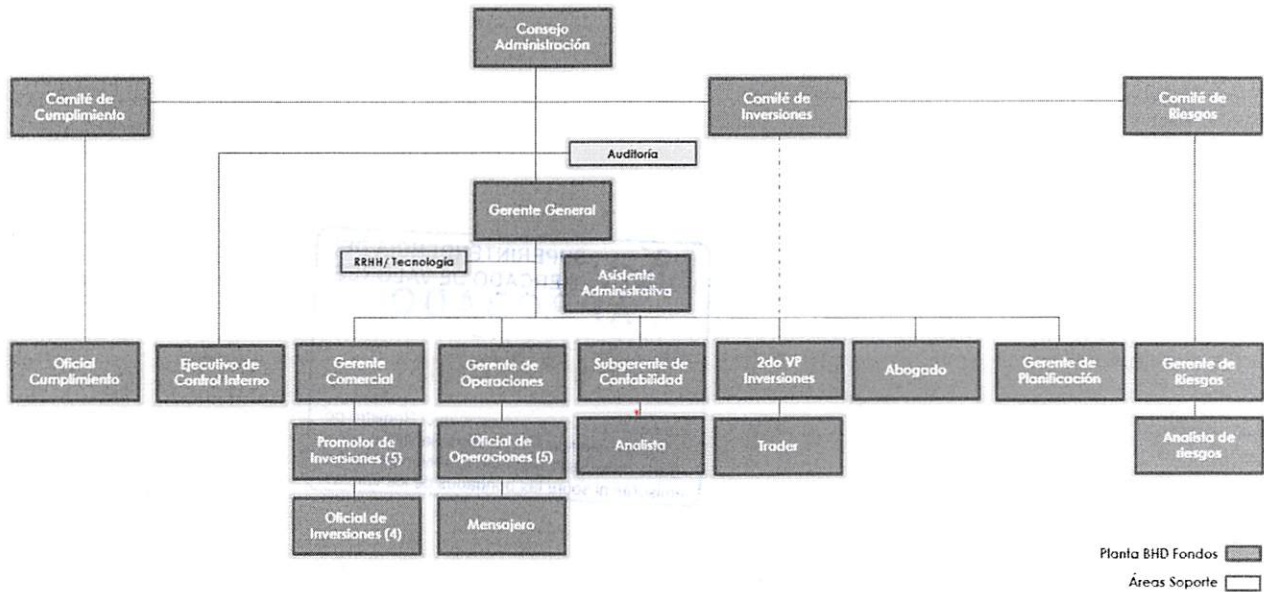 Consejo
Administración
Comité de
Cumplimiento
Comité de
Inversiones
Comité de
Riesgos
Auditoría
Gerente General
RRHH/ Tecnología
Asistente
Administrativa
Oficial
Cumplimiento
Ejecutivo de
Control Interno
Gerente
Comercial
Gerente de
Operaciones
Subgerente de
Contabilidad
2do VP
Inversiones
Abogado
Gerente de
Planificación
Gerente de
Riesgos
Promotor de
Inversiones (5)
Oficial de
Operaciones (5)
Analista
Trader
Analista de
riesgos
Oficial de
Inversiones (4)
Mensajero
Planta BHD Fondos
Áreas Soporte